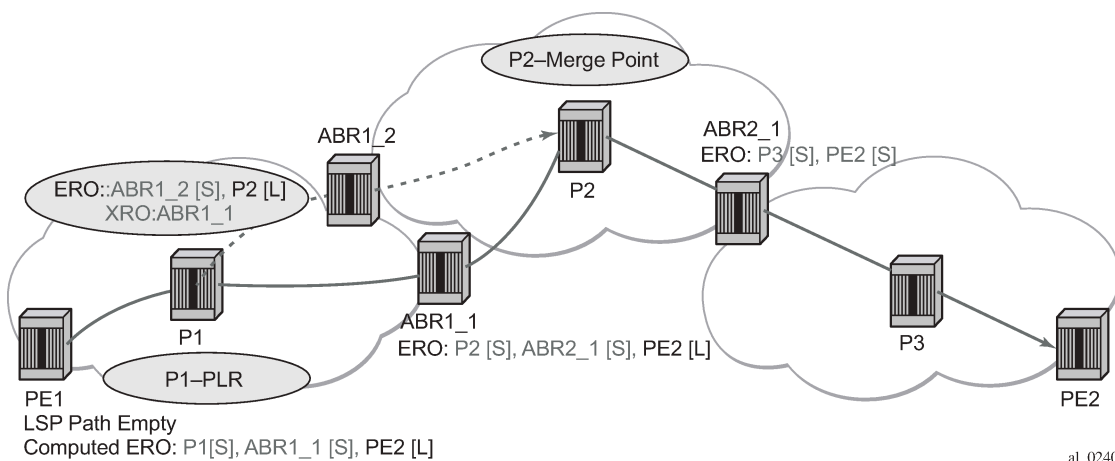 P2–Merge Point
ABR1_2
ABR2_1
ERO: P3 [S], PE2 [S]
ERO::ABR1_2 [S], P2 [L]
XRO:ABR1_1
P2
P1
ABR1_1
ERO: P2 [S], ABR2_1 [S], PE2 [L]
P3
P1–PLR
PE1
PE2
LSP Path Empty
Computed ERO: P1[S], ABR1_1 [S], PE2 [L]
al_0240